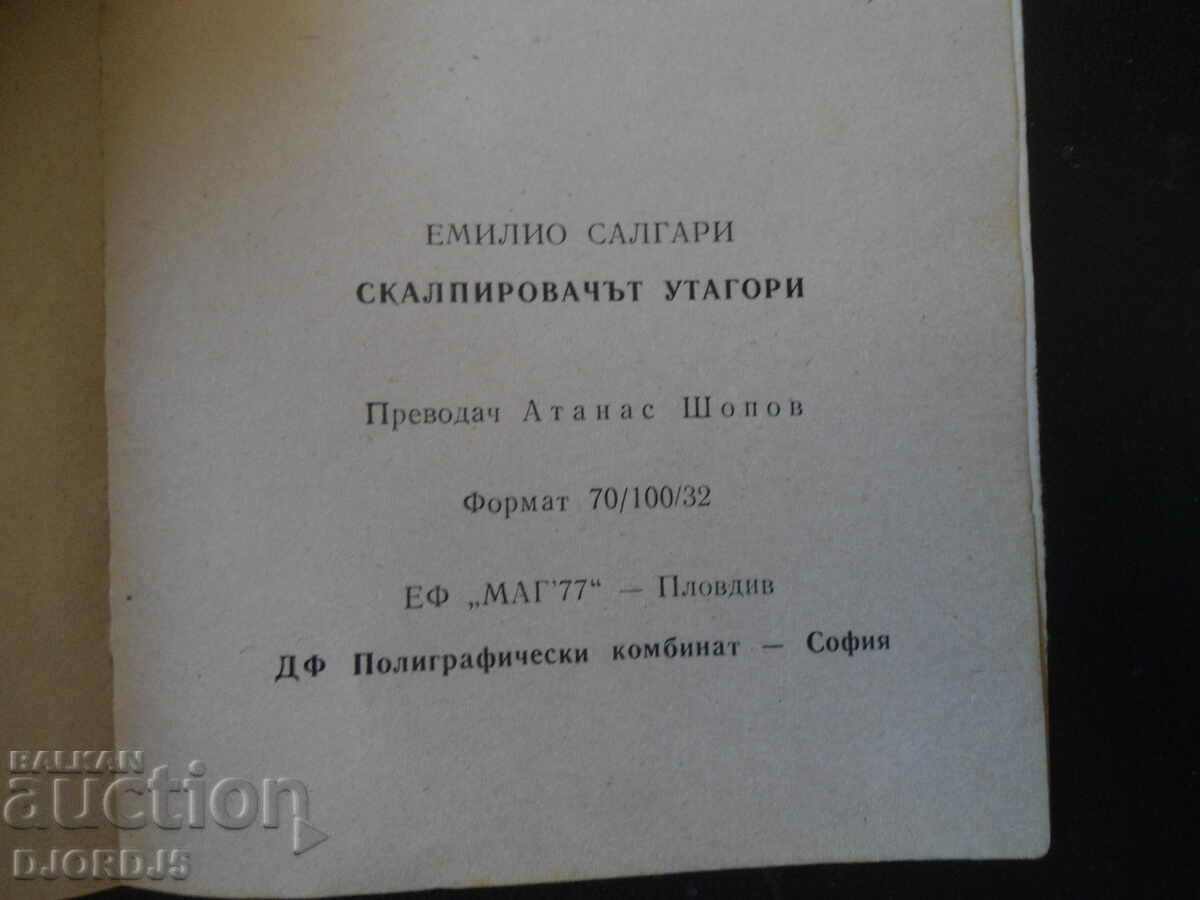 ЕМИЛИО САЛГАРИ
СКАЛПИРОВАЧЪТ УТАГОРИ
Преводач Атанас Шопов
Формат 70/100/32
ЕФ „МАГ'77“ — Пловдив
ДФ Полиграфически комбинат — София
BALKAN
auction
DJORDJ5